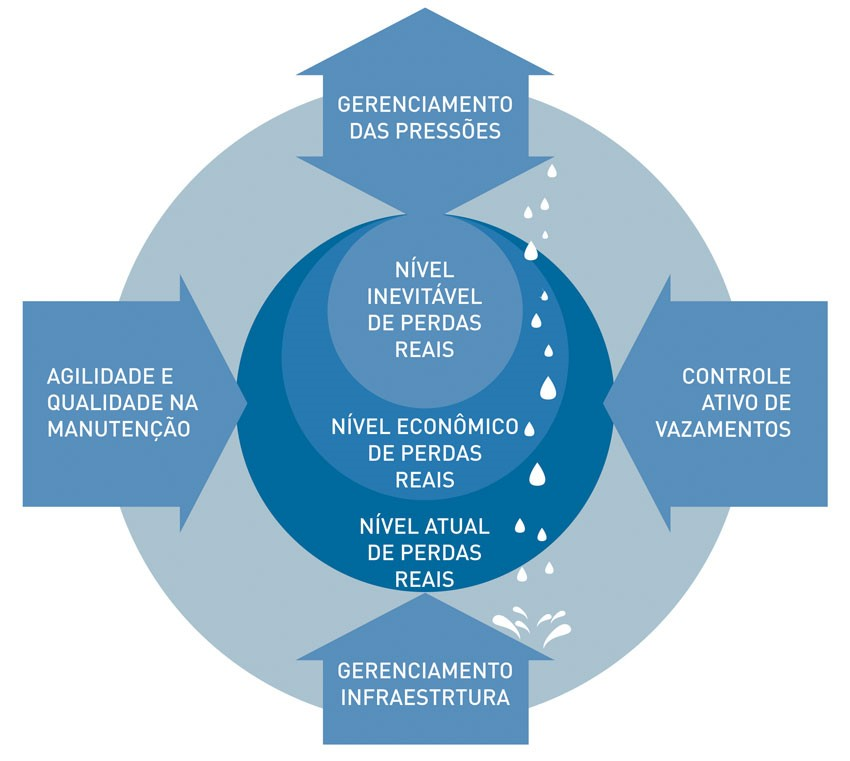 GERENCIAMENTO
DAS PRESSÕES
NÍVEL
INEVITÁVEL
DE PERDAS
REAIS
AGILIDADE E
QUALIDADE NA
MANUTENÇÃO
CONTROLE
ATIVO DE
VAZAMENTOS
NÍVEL ECONÔMICO
DE PERDAS
REAIS
NÍVEL ATUAL
DE PERDAS
REAIS
GERENCIAMENTO
INFRAESTRTURA